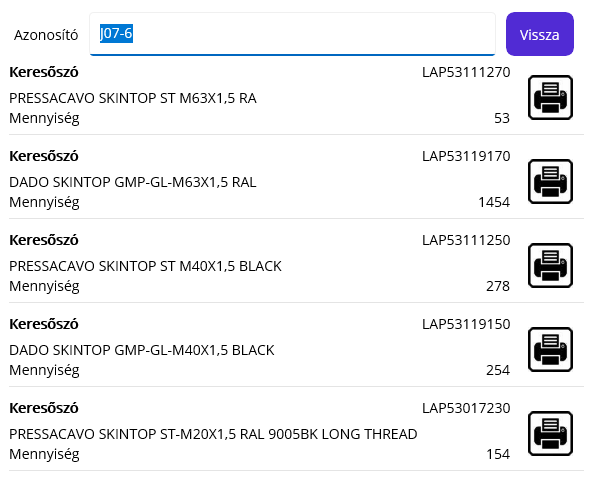 Azonosító J07-6 Vissza
Keresőszó LAP53111270
PRESSACAVO SKINTOP ST M63X1,5 RA
Mennyiség 53
Keresőszó LAP53119170
DADO SKINTOP GMP-GL-M63X1,5 RAL
Mennyiség 1454
Keresőszó LAP53111250
PRESSACAVO SKINTOP ST M40X1,5 BLACK
Mennyiség 278
Keresőszó LAP53119150
DADO SKINTOP GMP-GL-M40X1,5 BLACK
Mennyiség 254
Keresőszó LAP53017230
PRESSACAVO SKINTOP ST-M20X1,5 RAL 9005BK LONG THREAD
Mennyiség 154